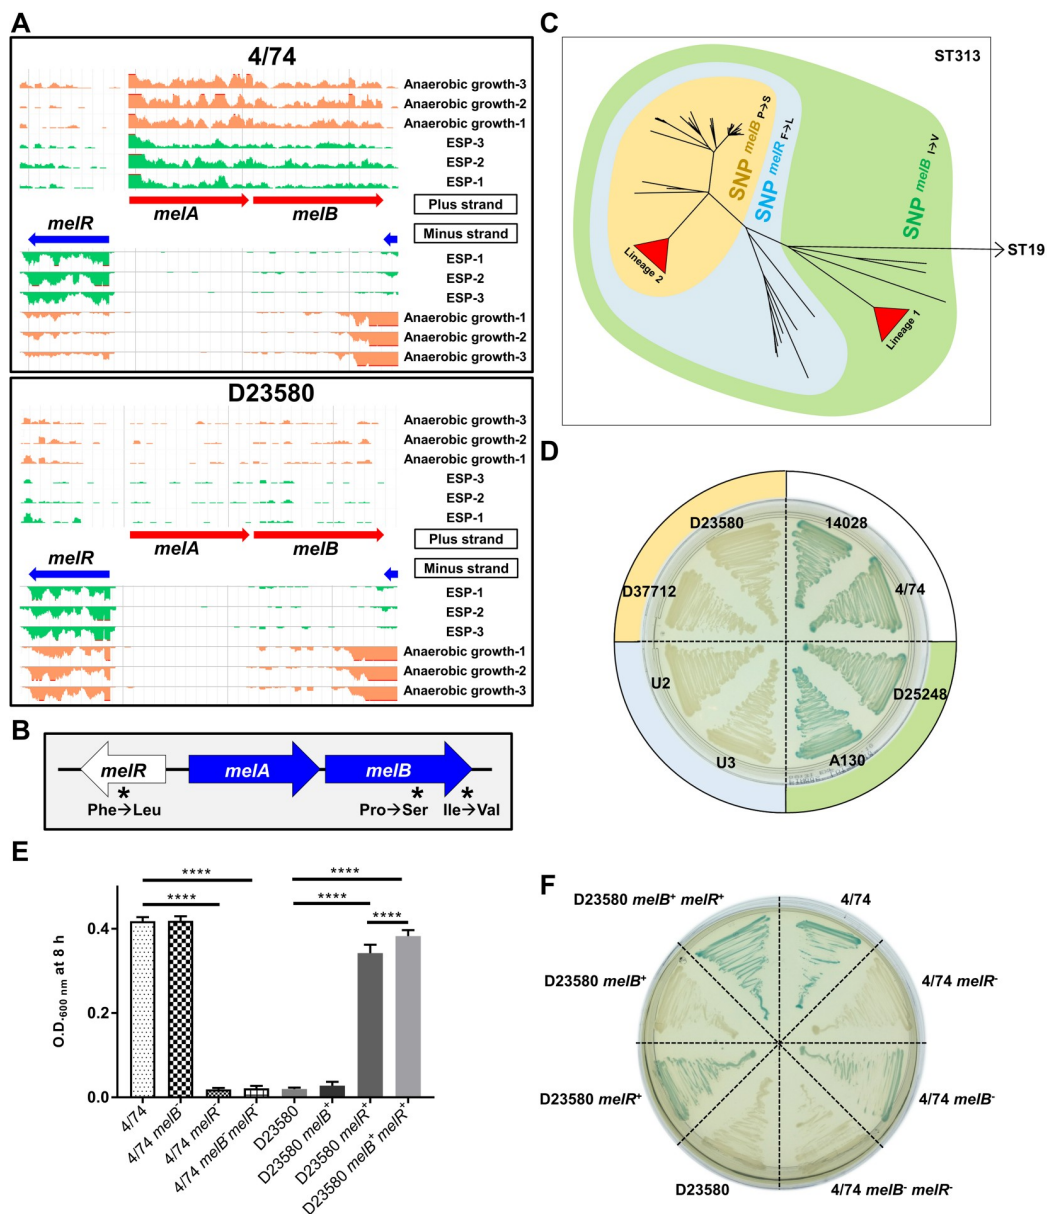 A
4/74
Anaerobic growth-3
Anaerobic growth-2
Anaerobic growth-1
ESP-3
ESP-2
ESP-1
melA
melB
Plus strand
melR
Minus strand
ESP-1
ESP-2
ESP-3
Anaerobic growth-1
Anaerobic growth-2
Anaerobic growth-3
D23580
Anaerobic growth-3
Anaerobic growth-2
Anaerobic growth-1
ESP-3
ESP-2
ESP-1
melA
melB
Plus strand
melR
Minus strand
ESP-1
ESP-2
ESP-3
Anaerobic growth-1
Anaerobic growth-2
Anaerobic growth-3
B
melR
melA
melB
* * *
Phe→Leu
Pro→Ser
Ile→Val
C
ST313
SNP melB P→S
SNP melR F→L
SNP melB I→V
ST19
Lineage 2
Lineage 1
D
D23580
14028
D37712
4/74
U2
D25248
U3
A130
E
O.D.600 nm at 8 h
0.4
0.2
0.0
****
****
****
****
****
4/74
4/74 melB-
4/74 melR-
4/74 melB- melR-
D23580
D23580 melB+
D23580 melR+
D23580 melB+ melR+
F
D23580 melB+ melR+
4/74
D23580 melB+
4/74 melR-
D23580 melR+
4/74 melB-
D23580
4/74 melB- melR-